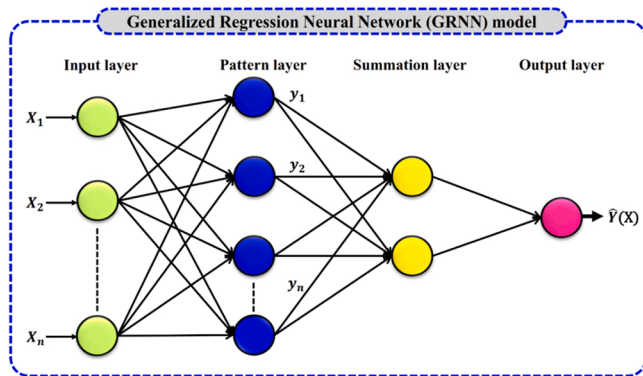 Generalized Regression Neural Network (GRNN) model
Input layer
Pattern layer
Summation layer
Output layer
X₁
X₂
Xₙ
y₁
y₂
yₙ
Ŷ(X)